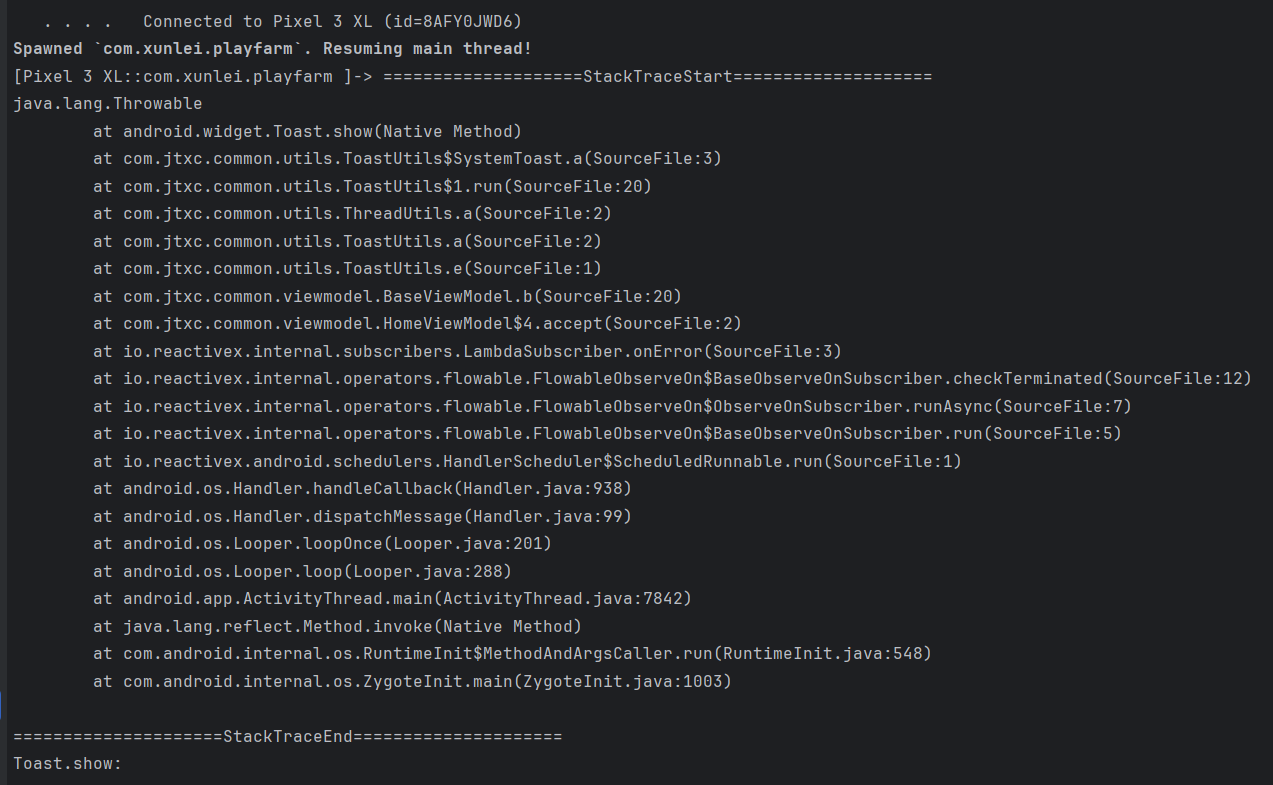 . . . .   Connected to Pixel 3 XL (id=8AFY0JWD6)
Spawned `com.xunlei.playfarm`. Resuming main thread!
[Pixel 3 XL::com.xunlei.playfarm ]-> ====================StackTraceStart====================
java.lang.Throwable
        at android.widget.Toast.show(Native Method)
        at com.jtxc.common.utils.ToastUtils$SystemToast.a(SourceFile:3)
        at com.jtxc.common.utils.ToastUtils$1.run(SourceFile:20)
        at com.jtxc.common.utils.ThreadUtils.a(SourceFile:2)
        at com.jtxc.common.utils.ToastUtils.a(SourceFile:2)
        at com.jtxc.common.utils.ToastUtils.e(SourceFile:1)
        at com.jtxc.common.viewmodel.BaseViewModel.b(SourceFile:20)
        at com.jtxc.common.viewmodel.HomeViewModel$4.accept(SourceFile:2)
        at io.reactivex.internal.subscribers.LambdaSubscriber.onError(SourceFile:3)
        at io.reactivex.internal.operators.flowable.FlowableObserveOn$BaseObserveOnSubscriber.checkTerminated(SourceFile:12)
        at io.reactivex.internal.operators.flowable.FlowableObserveOn$ObserveOnSubscriber.runAsync(SourceFile:7)
        at io.reactivex.internal.operators.flowable.FlowableObserveOn$BaseObserveOnSubscriber.run(SourceFile:5)
        at io.reactivex.android.schedulers.HandlerScheduler$ScheduledRunnable.run(SourceFile:1)
        at android.os.Handler.handleCallback(Handler.java:938)
        at android.os.Handler.dispatchMessage(Handler.java:99)
        at android.os.Looper.loopOnce(Looper.java:201)
        at android.os.Looper.loop(Looper.java:288)
        at android.app.ActivityThread.main(ActivityThread.java:7842)
        at java.lang.reflect.Method.invoke(Native Method)
        at com.android.internal.os.RuntimeInit$MethodAndArgsCaller.run(RuntimeInit.java:548)
        at com.android.internal.os.ZygoteInit.main(ZygoteInit.java:1003)
=====================StackTraceEnd=====================
Toast.show: